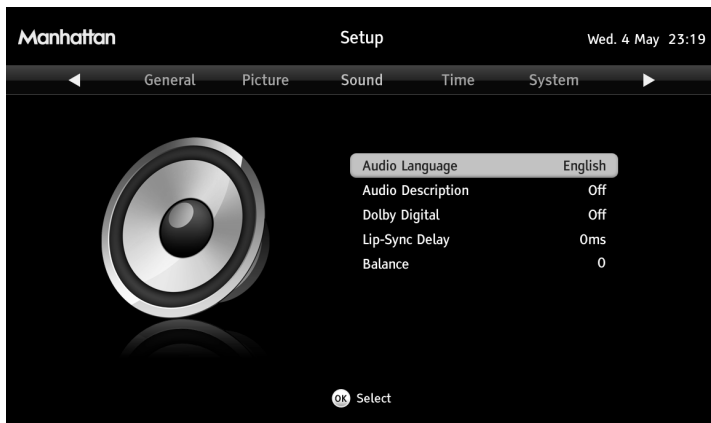 Manhattan Setup Wed. 4 May 23:19
General Picture Sound Time System
Audio Language English
Audio Description Off
Dolby Digital Off
Lip-Sync Delay 0ms
Balance 0
OK Select